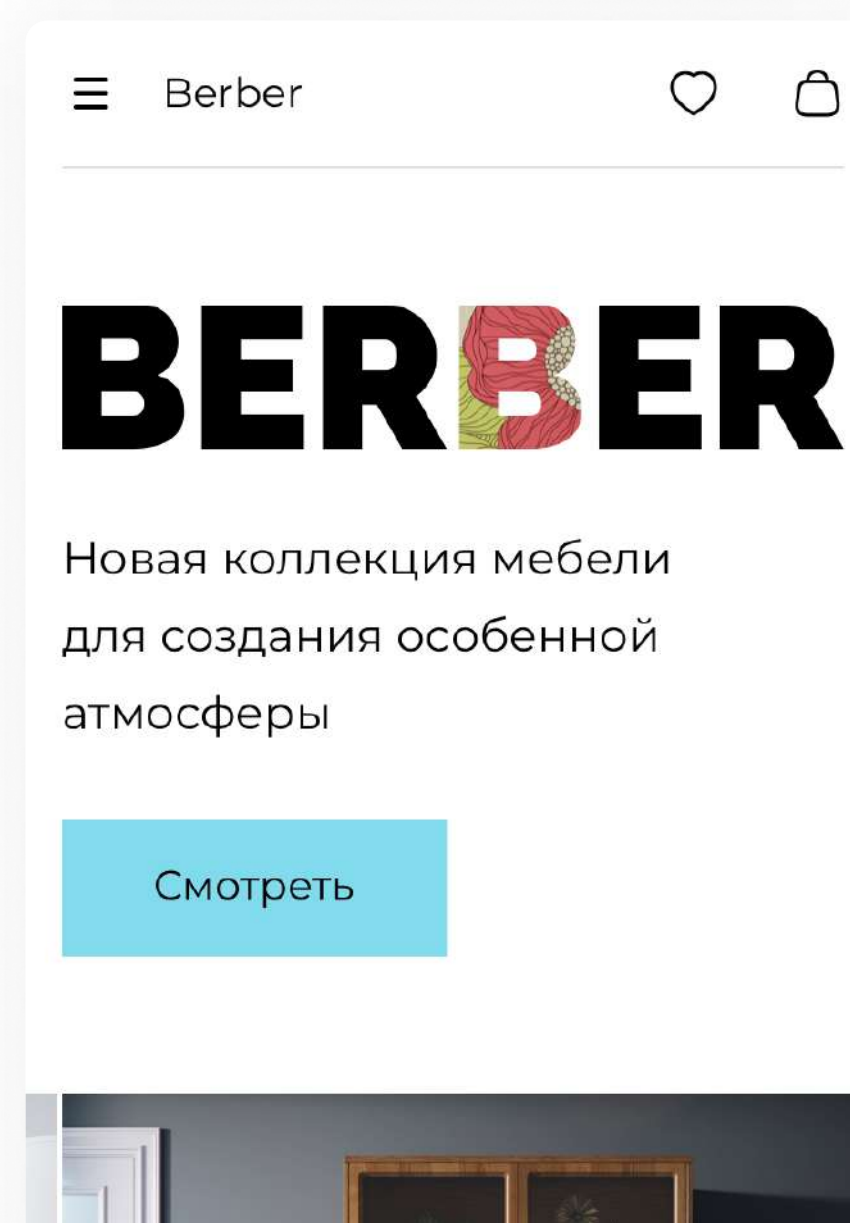 Berber
BERBER
Новая коллекция мебели
для создания особенной
атмосферы
Смотреть